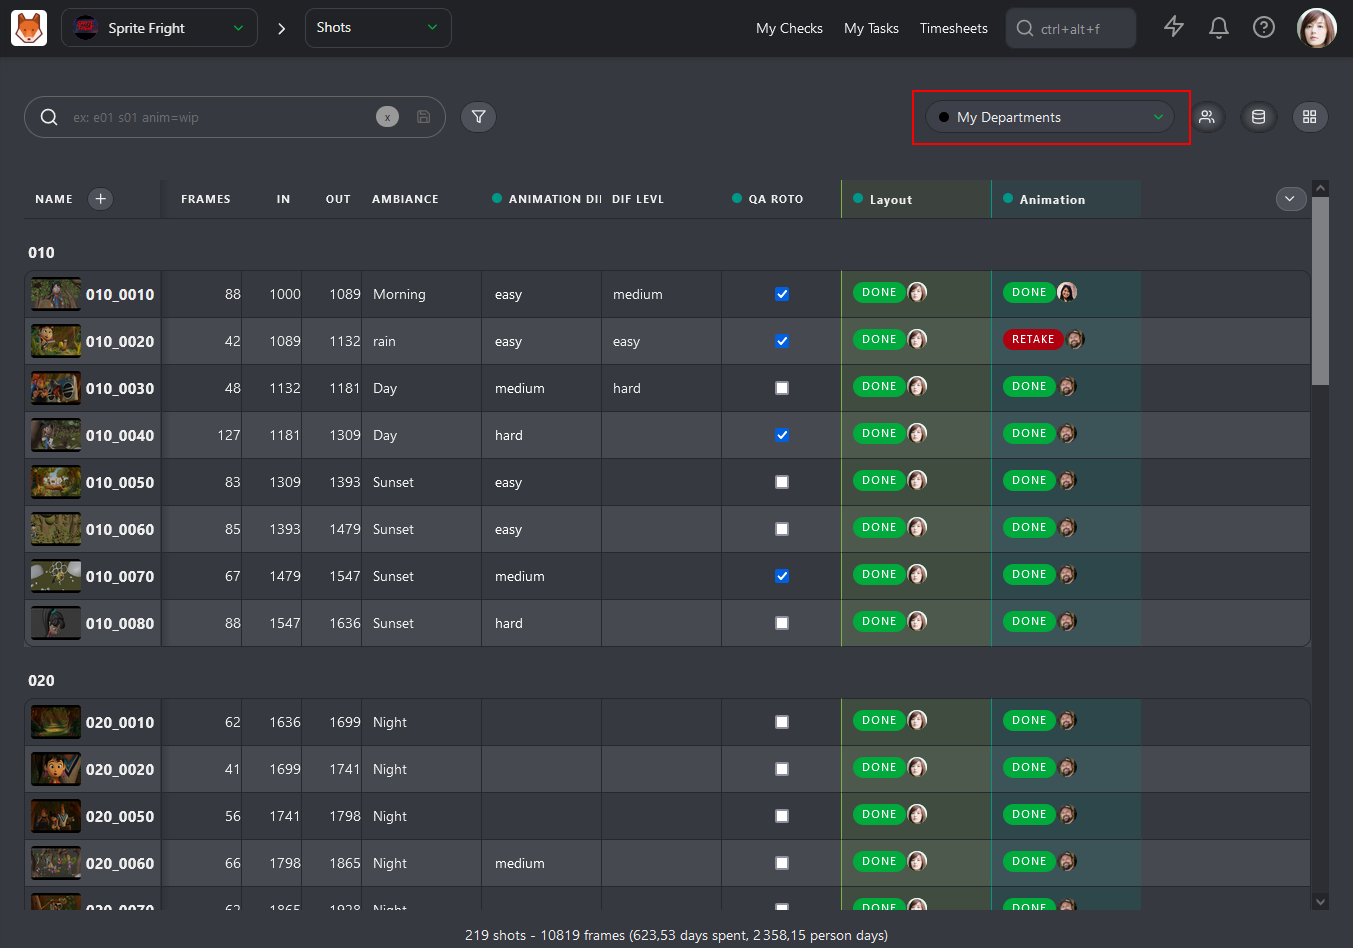 Sprite Fright
Shots
My Checks My Tasks Timesheets ctrl+alt+f
ex: e01 s01 anim=wip x
My Departments
NAME + FRAMES IN OUT AMBIANCE ANIMATION DI DIF LEVL QA ROTO Layout Animation
010
010_0010 88 1000 1089 Morning easy medium DONE DONE
010_0020 42 1089 1132 rain easy easy DONE RETAKE
010_0030 48 1132 1181 Day medium hard DONE DONE
010_0040 127 1181 1309 Day hard DONE DONE
010_0050 83 1309 1393 Sunset easy DONE DONE
010_0060 85 1393 1479 Sunset easy DONE DONE
010_0070 67 1479 1547 Sunset medium DONE DONE
010_0080 88 1547 1636 Sunset hard DONE DONE
020
020_0010 62 1636 1699 Night DONE DONE
020_0020 41 1699 1741 Night DONE DONE
020_0050 56 1741 1798 Night DONE DONE
020_0060 66 1798 1865 Night medium DONE DONE
020_0070 62 1865 1928 Night DONE DONE
219 shots - 10819 frames (623,53 days spent, 2 358,15 person days)